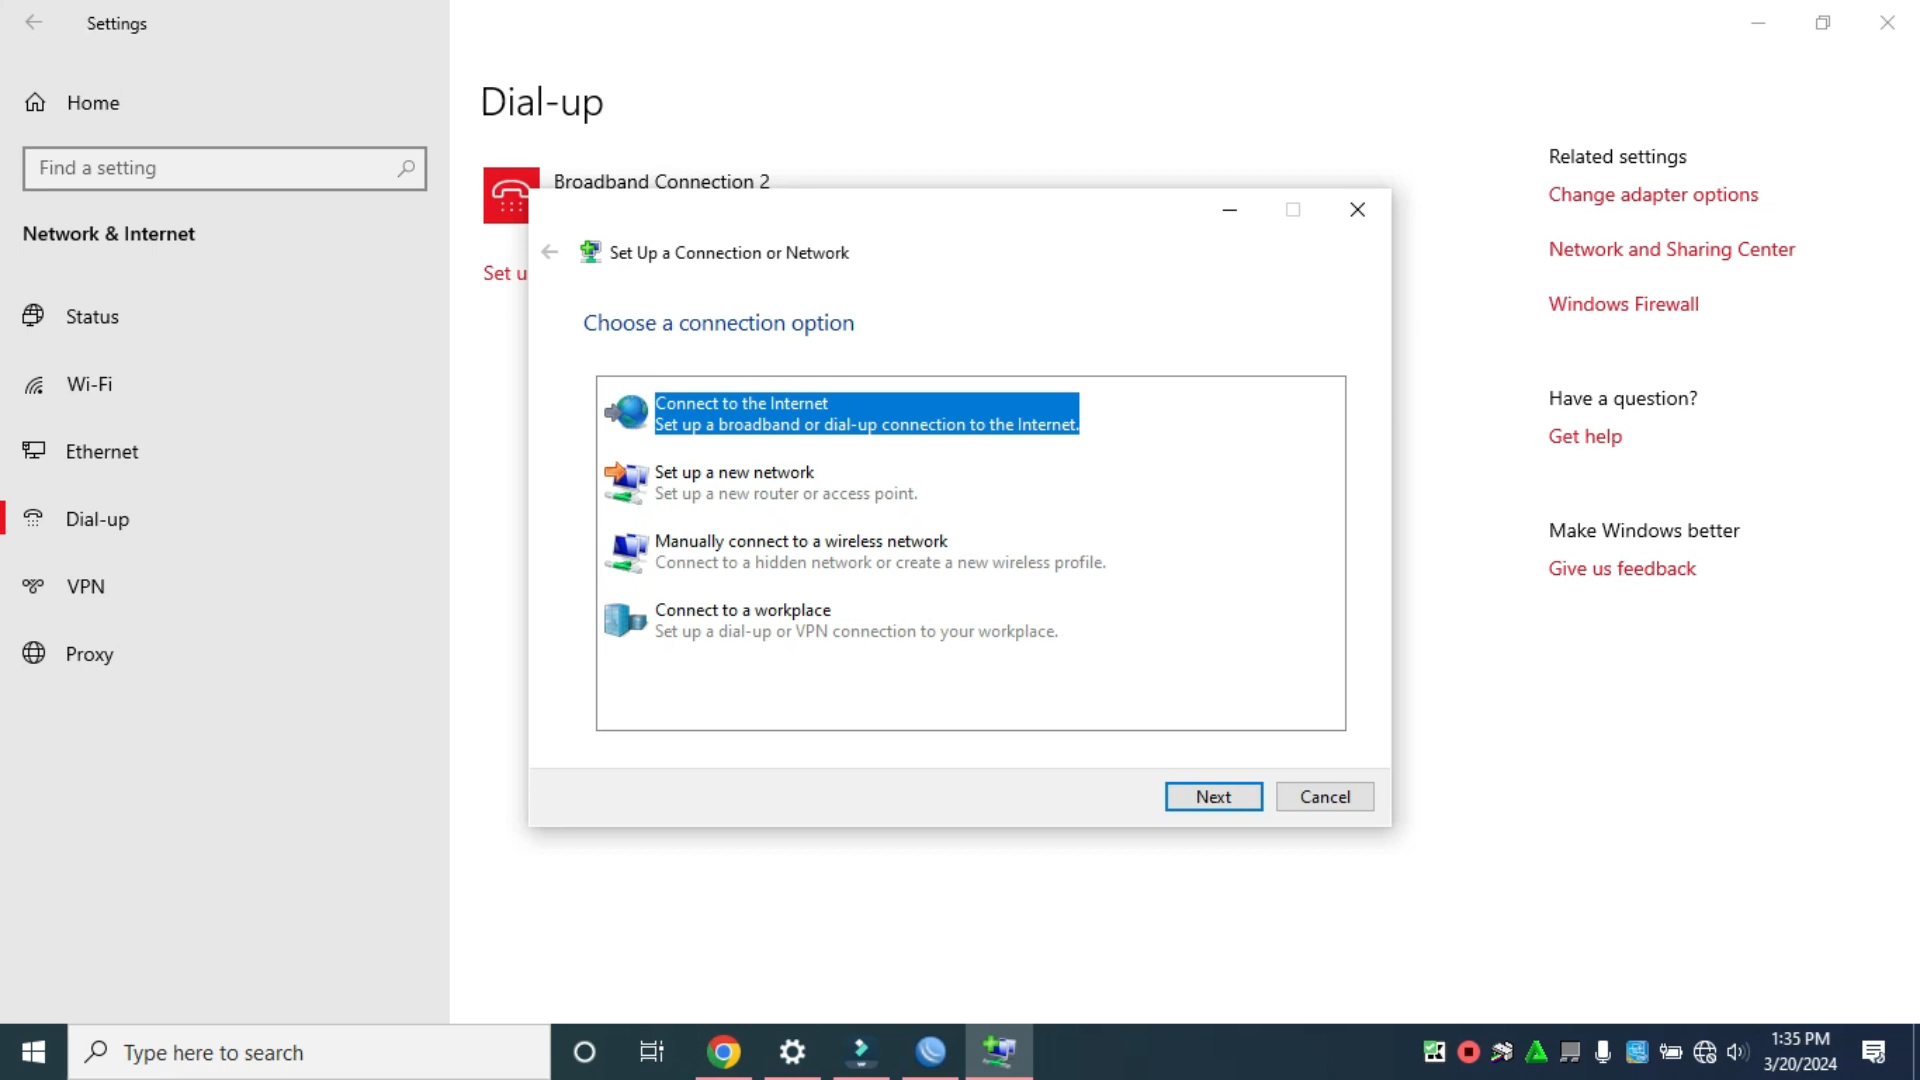 Settings
Home
Find a setting
Network & Internet
Status
Wi-Fi
Ethernet
Dial-up
VPN
Proxy
Dial-up
Broadband Connection 2
Set u
Set Up a Connection or Network
Choose a connection option
Connect to the Internet
Set up a broadband or dial-up connection to the Internet.
Set up a new network
Set up a new router or access point.
Manually connect to a wireless network
Connect to a hidden network or create a new wireless profile.
Connect to a workplace
Set up a dial-up or VPN connection to your workplace.
Next
Cancel
Related settings
Change adapter options
Network and Sharing Center
Windows Firewall
Have a question?
Get help
Make Windows better
Give us feedback
Type here to search
1:35 PM
3/20/2024